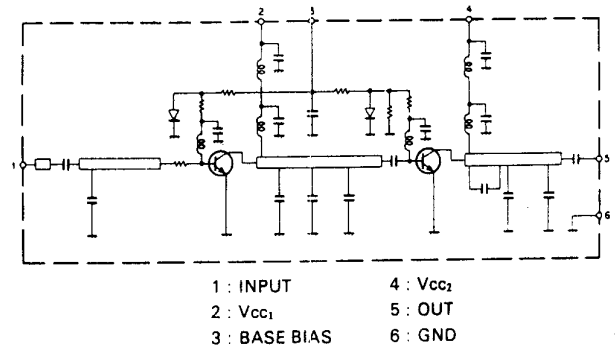 2 3 4
1
5
6
1 : INPUT 4 : Vcc₂
2 : Vcc₁ 5 : OUT
3 : BASE BIAS 6 : GND